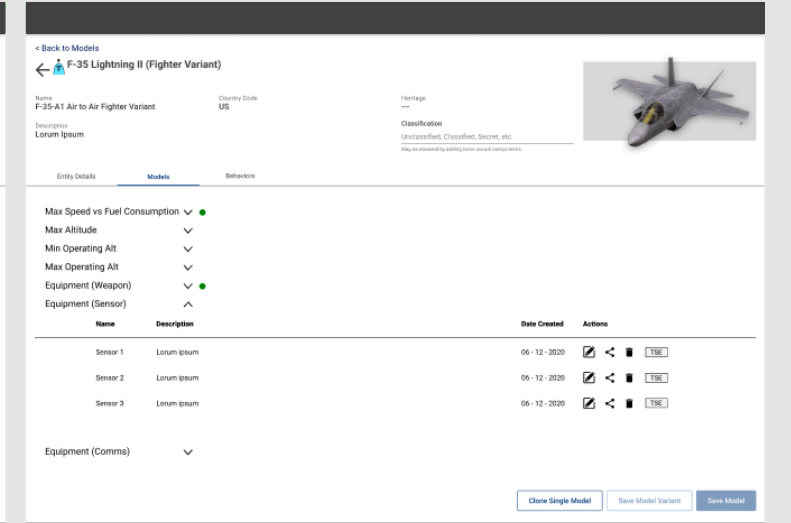 < Back to Models
F-35 Lightning II (Fighter Variant)
Name
F-35-A1 Air to Air Fighter Variant
Country Code
US
Heritage
---
Description
Lorum Ipsum
Classification
Unclassified, Classified, Secret, etc
May be elevated by adding more secure components.
Entity Details Models Behaviors
Max Speed vs Fuel Consumption
Max Altitude
Min Operating Alt
Max Operating Alt
Equipment (Weapon)
Equipment (Sensor)
Name Description Date Created Actions
Sensor 1 Lorum ipsum 06 - 12 - 2020 TSE
Sensor 2 Lorum ipsum 06 - 12 - 2020 TSE
Sensor 3 Lorum ipsum 06 - 12 - 2020 TSE
Equipment (Comms)
Clone Single Model Save Model Variant Save Model